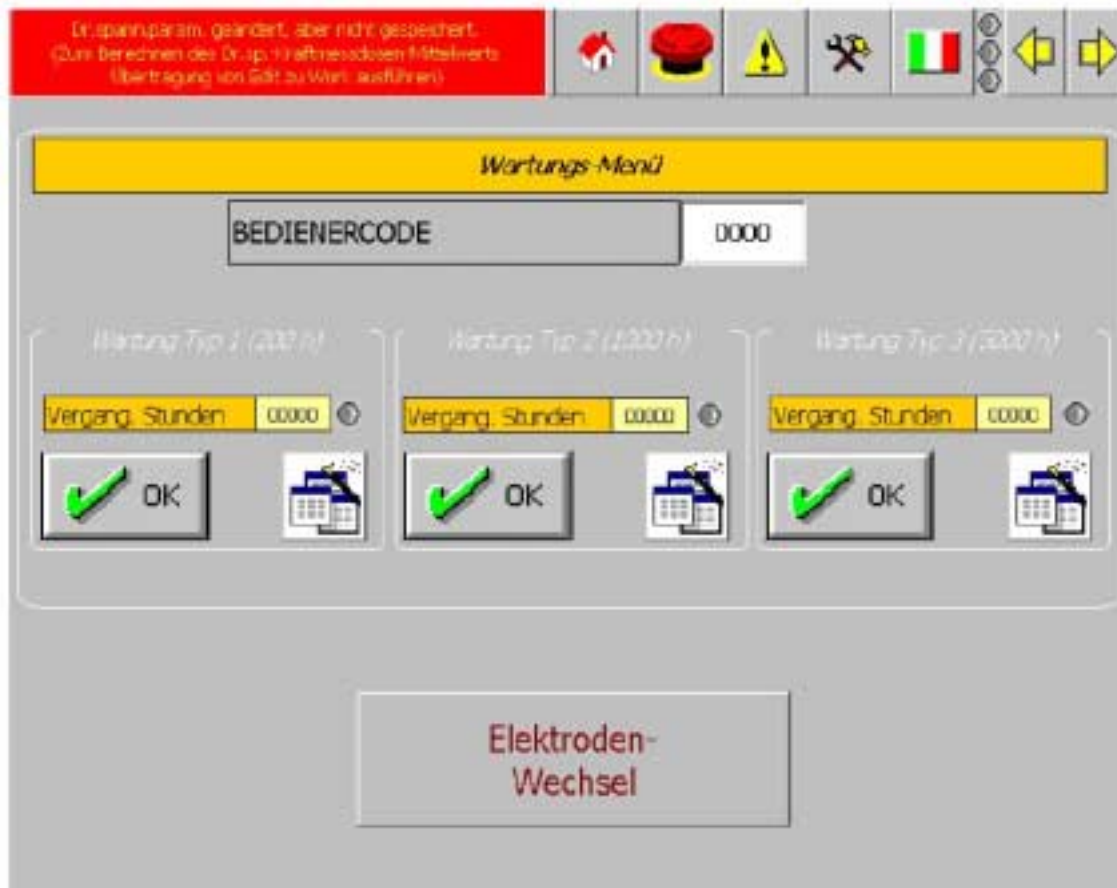 Dr.spann.param. geändert, aber nicht gespeichert.
(Zum Berechnen des Dr.sp.-Kraftmessdosen Mittelwerts
Übertragung von Edit zu Work ausführen)
Wartungs-Menü
BEDIENERCODE 0000
Wartung Typ 1 (200 h) Wartung Typ 2 (1000 h) Wartung Typ 3 (5000 h)
Vergang. Stunden 00000 Vergang. Stunden 00000 Vergang. Stunden 00000
OK OK OK
Elektroden-
Wechsel